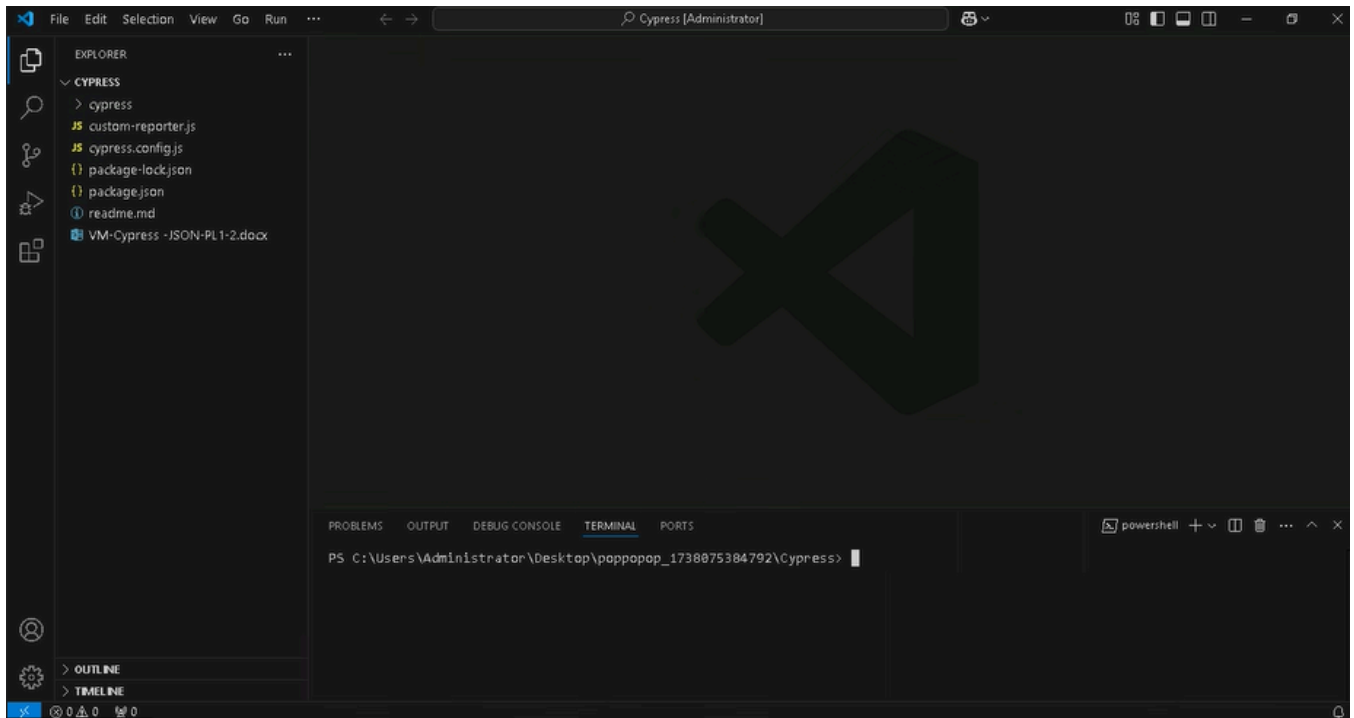 File Edit Selection View Go Run ··· Cypress [Administrator]
EXPLORER ···
CYPRESS
cypress
JS custom-reporter.js
JS cypress.config.js
{} package-lock.json
{} package.json
readme.md
VM-Cypress -JSON-PL1-2.docx
PROBLEMS OUTPUT DEBUG CONSOLE TERMINAL PORTS powershell ···
PS C:\Users\Administrator\Desktop\poppopop_1738075384792\Cypress>
OUTLINE
TIMELINE
0 0 0